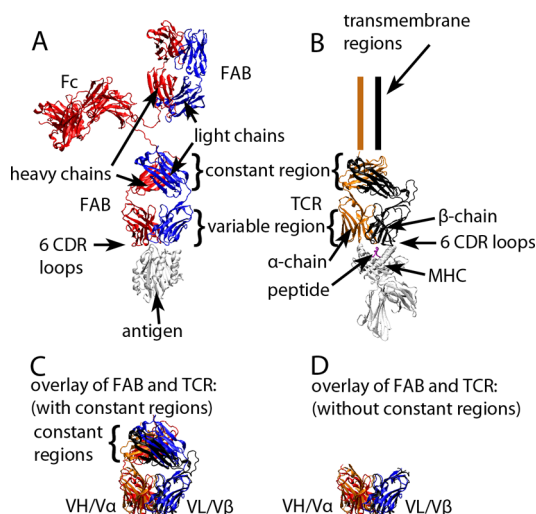 A
Fc
FAB
light chains
heavy chains
FAB
constant region
variable region
6 CDR
loops
antigen
B
transmembrane
regions
TCR
β-chain
6 CDR loops
α-chain
peptide
MHC
C
overlay of FAB and TCR:
(with constant regions)
constant
regions
VH/Vα
VL/Vβ
D
overlay of FAB and TCR:
(without constant regions)
VH/Vα
VL/Vβ